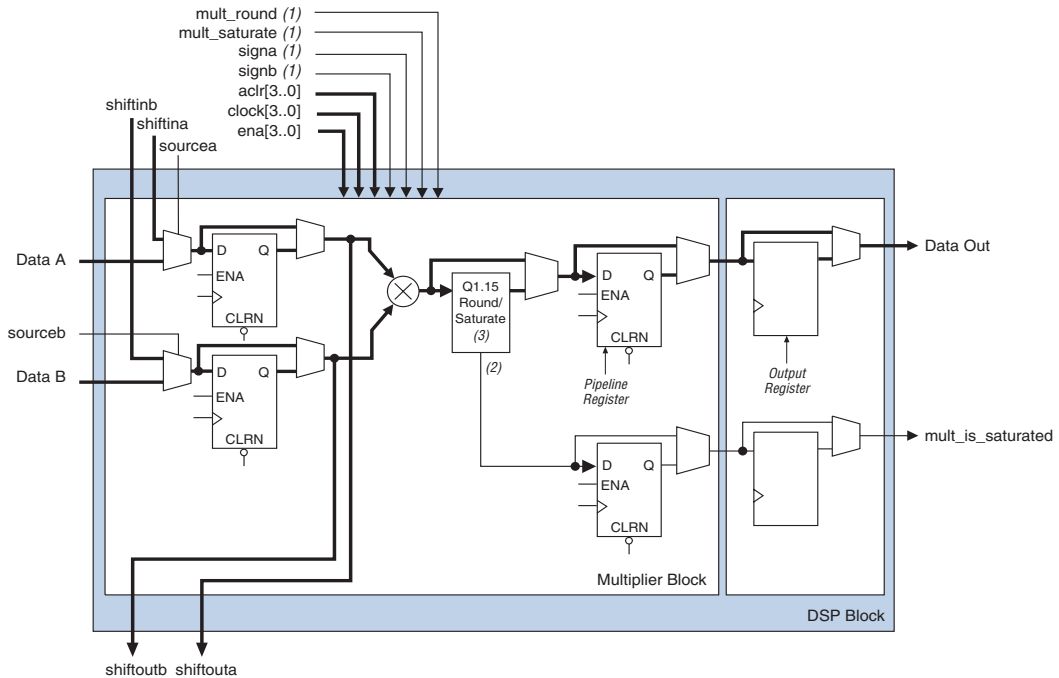 mult_round (1)
mult_saturate (1)
signa (1)
signb (1)
aclr[3..0]
clock[3..0]
ena[3..0]
shiftinb
shiftina
sourcea
Data A
D Q
ENA
CLRN
sourceb
Data B
D Q
ENA
CLRN
Q1.15
Round/
Saturate
(3)
(2)
D Q
ENA
CLRN
Pipeline
Register
Output
Register
Data Out
D Q
ENA
CLRN
mult_is_saturated
Multiplier Block
DSP Block
shiftoutb shiftouta